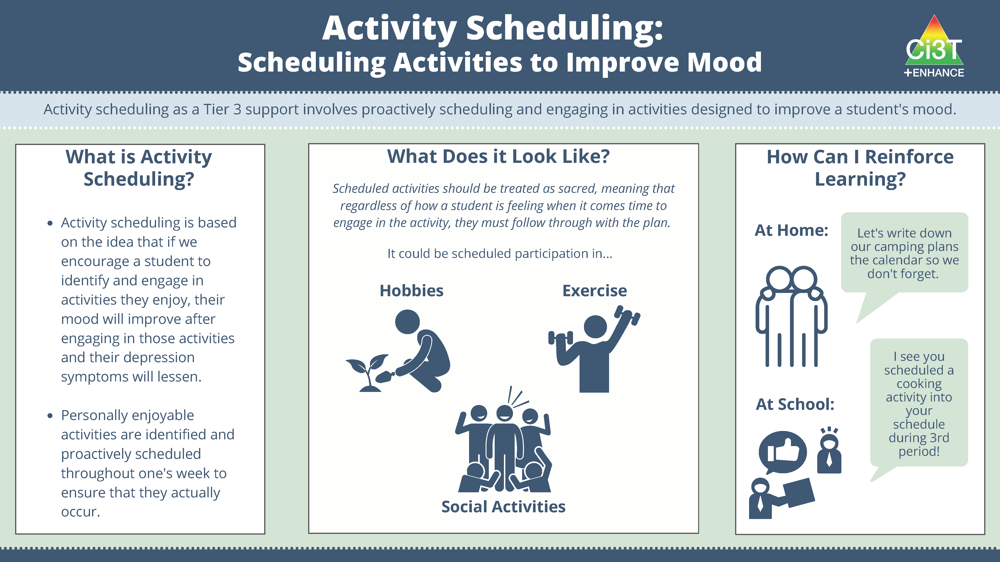 Activity Scheduling:
Scheduling Activities to Improve Mood
Ci3T
+ENHANCE
Activity scheduling as a Tier 3 support involves proactively scheduling and engaging in activities designed to improve a student's mood.
What is Activity
Scheduling?
• Activity scheduling is based
on the idea that if we
encourage a student to
identify and engage in
activities they enjoy, their
mood will improve after
engaging in those activities
and their depression
symptoms will lessen.
• Personally enjoyable
activities are identified and
proactively scheduled
throughout one's week to
ensure that they actually
occur.
What Does it Look Like?
Scheduled activities should be treated as sacred, meaning that
regardless of how a student is feeling when it comes time to
engage in the activity, they must follow through with the plan.
It could be scheduled participation in...
Hobbies
Exercise
Social Activities
How Can I Reinforce
Learning?
At Home:
Let's write down
our camping plans
the calendar so we
don't forget.
At School:
I see you
scheduled a
cooking
activity into
your
schedule
during 3rd
period!